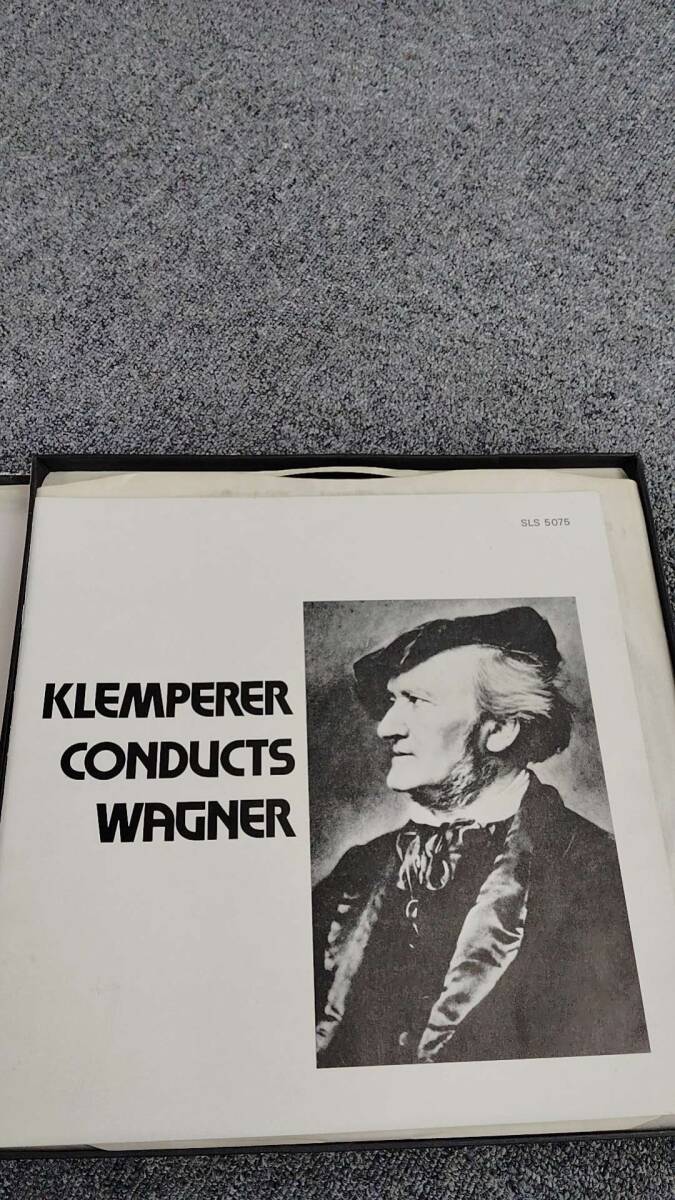 SLS 5075
KLEMPERER
CONDUCTS
WAGNER